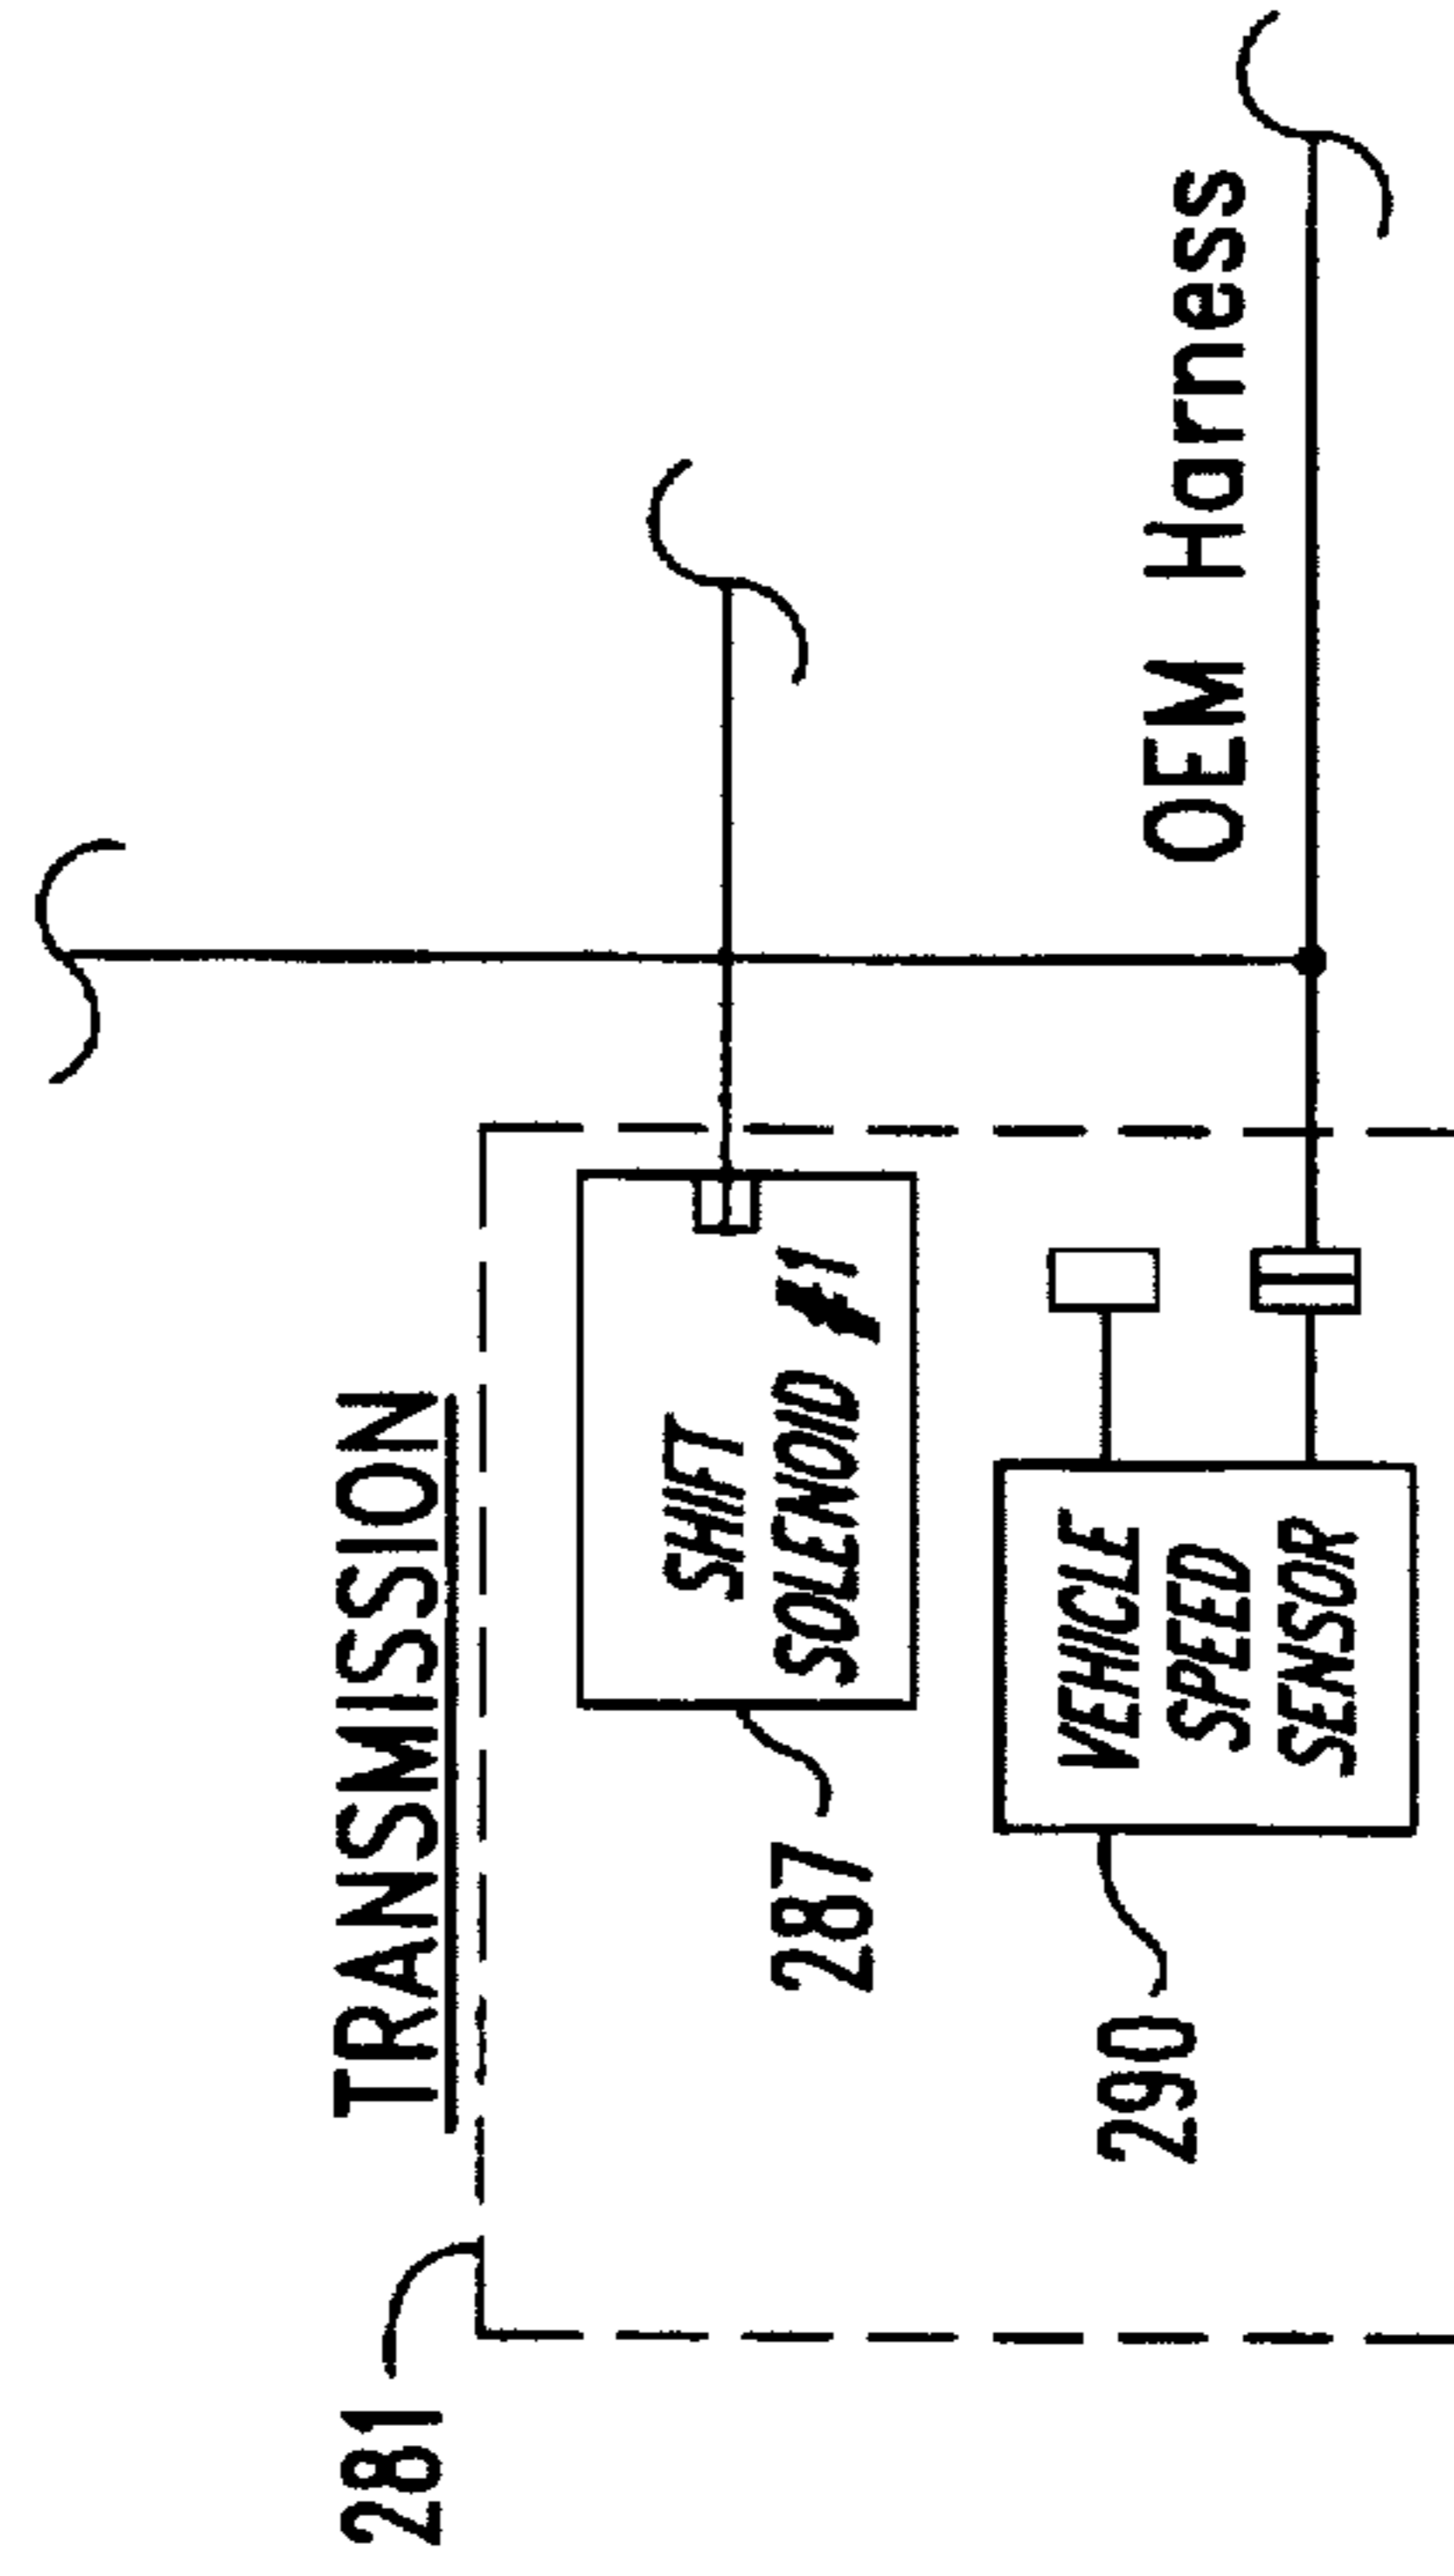 281
TRANSMISSION
287
SHIFT
SOLENOID #1
290
VEHICLE
SPEED
SENSOR
OEM Harness